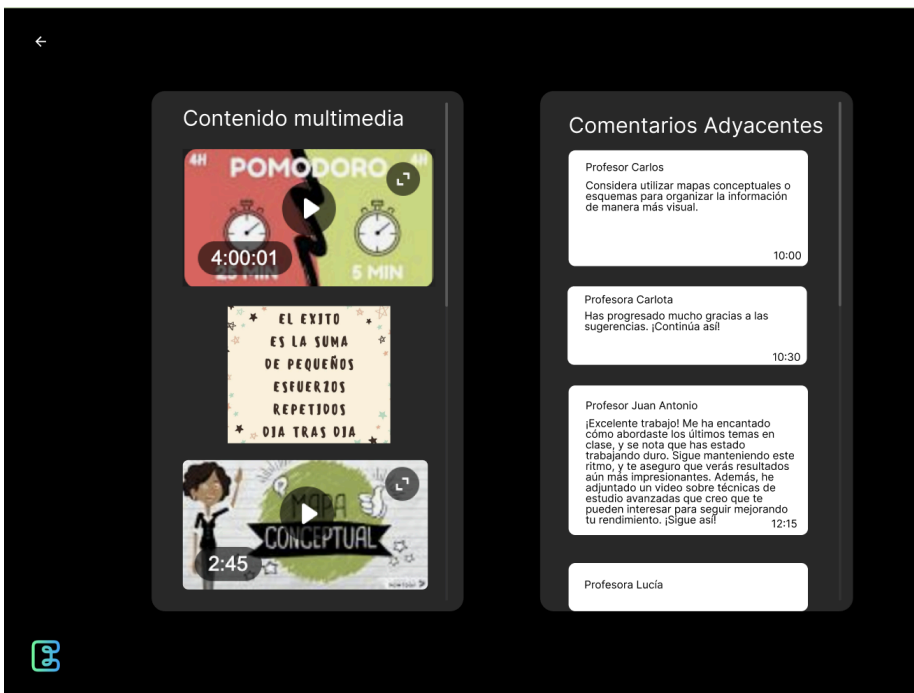 Contenido multimedia
4H
POMODORO
4H
4:00:01
25 MIN
5 MIN
EL EXITO
ES LA SUMA
DE PEQUEÑOS
ESFUERZOS
REPETIDOS
DIA TRAS DIA
MAPA
CONCEPTUAL
2:45
Comentarios Adyacentes
Profesor Carlos
Considera utilizar mapas conceptuales o
esquemas para organizar la información
de manera más visual.
10:00
Profesora Carlota
Has progresado mucho gracias a las
sugerencias. ¡Continúa así!
10:30
Profesor Juan Antonio
¡Excelente trabajo! Me ha encantado
cómo abordaste los últimos temas en
clase, y se nota que has estado
trabajando duro. Sigue manteniendo este
ritmo, y te aseguro que verás resultados
aún más impresionantes. Además, he
adjuntado un video sobre técnicas de
estudio avanzadas que creo que te
pueden interesar para seguir mejorando
tu rendimiento. ¡Sigue así!
12:15
Profesora Lucía